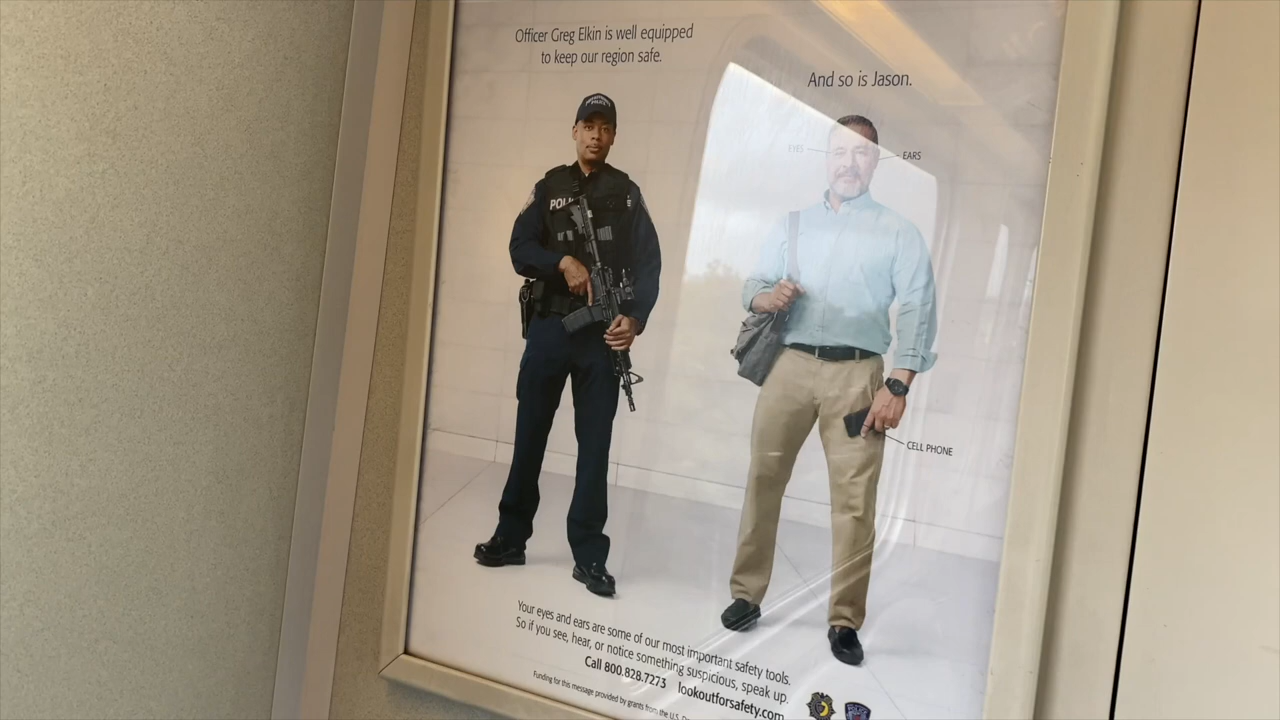 Officer Greg Elkin is well equipped
to keep our region safe.
And so is Jason.
EYES
EARS
POLICE
CELL PHONE
Your eyes and ears are some of our most important safety tools.
So if you see, hear, or notice something suspicious, speak up.
Call 800.828.7273 lookoutforsafety.com
Funding for this message provided by grants from the U.S.
POLICE